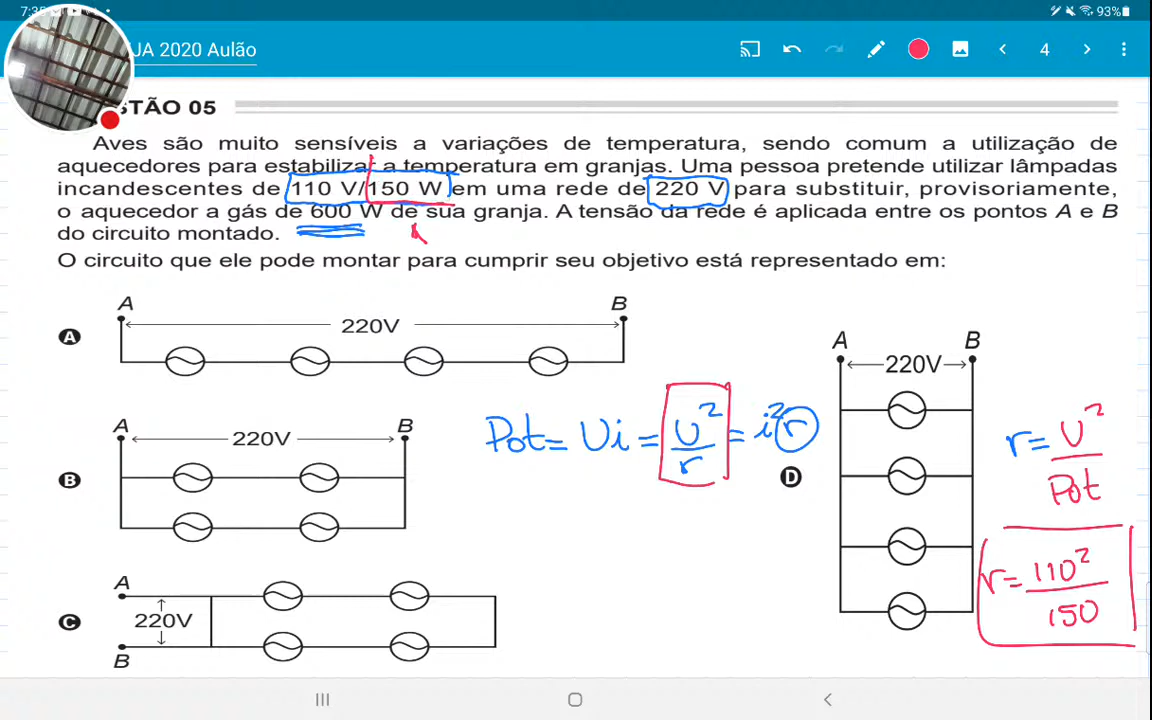 7:3
93%
JA 2020 Aulão
4
STÃO 05
Aves são muito sensíveis a variações de temperatura, sendo comum a utilização de
aquecedores para estabilizar a temperatura em granjas. Uma pessoa pretende utilizar lâmpadas
incandescentes de 110 V/150 W em uma rede de 220 V para substituir, provisoriamente,
o aquecedor a gás de 600 W de sua granja. A tensão da rede é aplicada entre os pontos A e B
do circuito montado.
O circuito que ele pode montar para cumprir seu objetivo está representado em:
A B
A 220V
A B
220V
B
A
220V
C
B
Pot = Ui = U²/r = i²r
A B
220V
D
r = U²/Pot
r = 110²/150